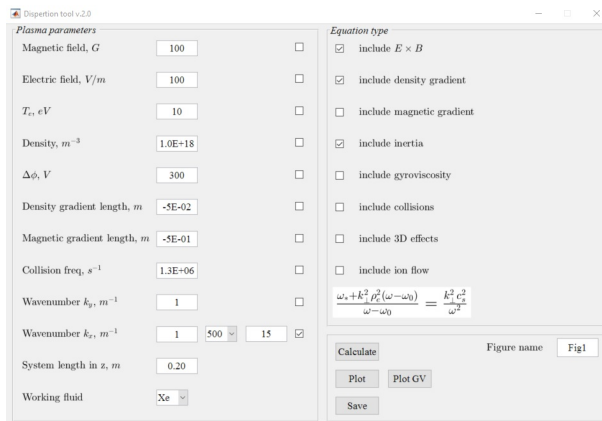 Dispertion tool v.2.0
Plasma parameters
Magnetic field, G 100
Electric field, V/m 100
Te, eV 10
Density, m⁻³ 1.0E+18
Δϕ, V 300
Density gradient length, m -5E-02
Magnetic gradient length, m -5E-01
Collision freq, s⁻¹ 1.3E+06
Wavenumber ky, m⁻¹ 1
Wavenumber kx, m⁻¹ 1 500 15
System length in z, m 0.20
Working fluid Xe
Equation type
include E × B
include density gradient
include magnetic gradient
include inertia
include gyroviscosity
include collisions
include 3D effects
include ion flow
(ω* + k⊥²ρe²(ω−ω0)) / (ω−ω0) = k⊥²cs² / ω²
Calculate Figure name Fig1
Plot Plot GV
Save